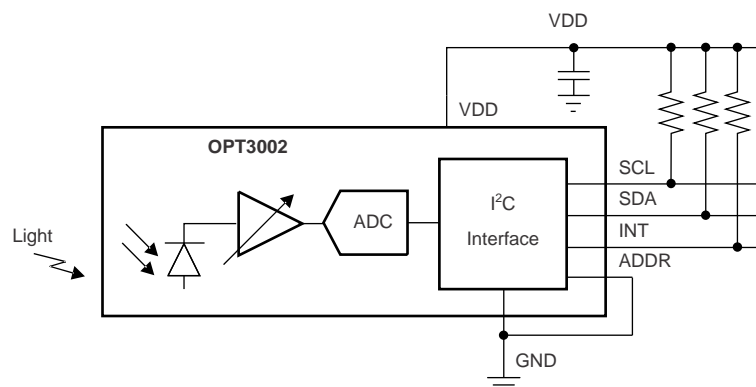 VDD
VDD
OPT3002
SCL
I²C
SDA
ADC
Light
INT
Interface
ADDR
GND